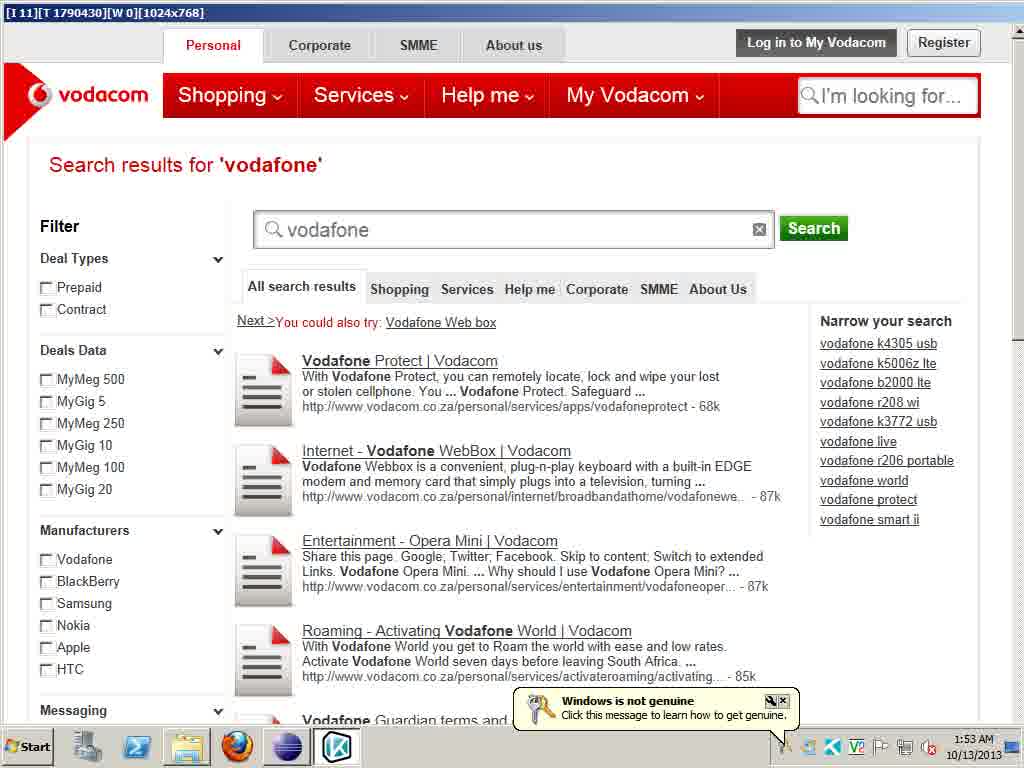 [I 11][T 1790430][W 0][1024x768]
Personal Corporate SMME About us Log in to My Vodacom Register
vodacom Shopping Services Help me My Vodacom I'm looking for...
Search results for 'vodafone'
Filter
vodafone Search
Deal Types
Prepaid
Contract
Deals Data
MyMeg 500
MyGig 5
MyMeg 250
MyGig 10
MyMeg 100
MyGig 20
Manufacturers
Vodafone
BlackBerry
Samsung
Nokia
Apple
HTC
Messaging
All search results Shopping Services Help me Corporate SMME About Us
Next >You could also try: Vodafone Web box
Vodafone Protect | Vodacom
With Vodafone Protect, you can remotely locate, lock and wipe your lost
or stolen cellphone. You ... Vodafone Protect. Safeguard ...
http://www.vodacom.co.za/personal/services/apps/vodafoneprotect - 68k
Internet - Vodafone WebBox | Vodacom
Vodafone Webbox is a convenient, plug-n-play keyboard with a built-in EDGE
modem and memory card that simply plugs into a television, turning ...
http://www.vodacom.co.za/personal/internet/broadbandathome/vodafonewe... - 87k
Entertainment - Opera Mini | Vodacom
Share this page. Google; Twitter; Facebook. Skip to content; Switch to extended
Links. Vodafone Opera Mini. ... Why should I use Vodafone Opera Mini? ...
http://www.vodacom.co.za/personal/services/entertainment/vodafoneoper... - 87k
Roaming - Activating Vodafone World | Vodacom
With Vodafone World you get to Roam the world with ease and low rates.
Activate Vodafone World seven days before leaving South Africa. ...
http://www.vodacom.co.za/personal/services/activateroaming/activating... - 85k
Vodafone Guardian terms and
Narrow your search
vodafone k4305 usb
vodafone k5006z lte
vodafone b2000 lte
vodafone r208 wi
vodafone k3772 usb
vodafone live
vodafone r206 portable
vodafone world
vodafone protect
vodafone smart ii
Windows is not genuine
Click this message to learn how to get genuine.
Start
1:53 AM
10/13/2013